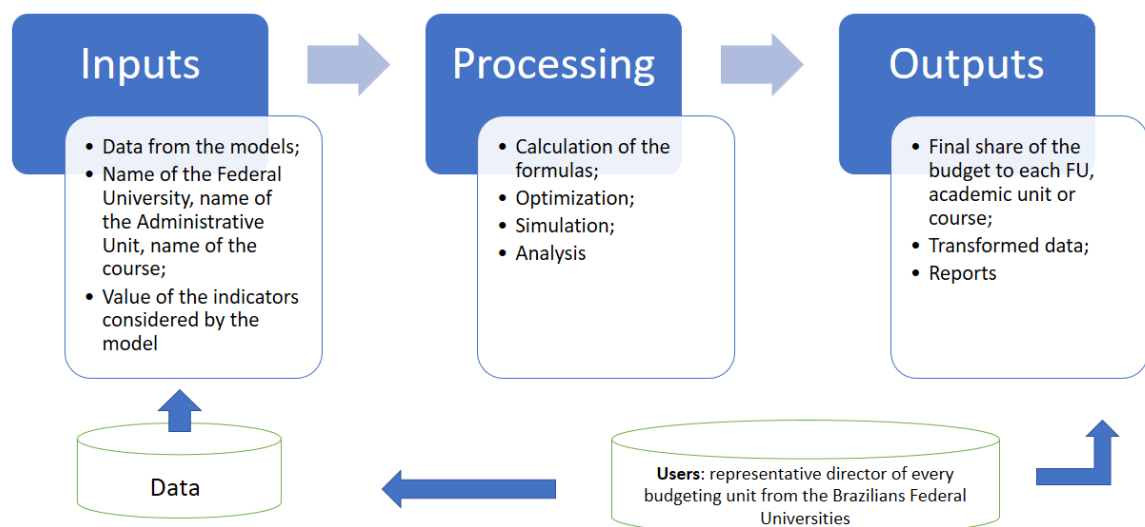 Inputs
Processing
Outputs
• Data from the models;
• Name of the Federal
University, name of
the Administrative
Unit, name of the
course;
• Value of the indicators
considered by the
model
• Calculation of the
formulas;
• Optimization;
• Simulation;
• Analysis
• Final share of the
budget to each FU,
academic unit or
course;
• Transformed data;
• Reports
Data
Users: representative director of every
budgeting unit from the Brazilians Federal
Universities